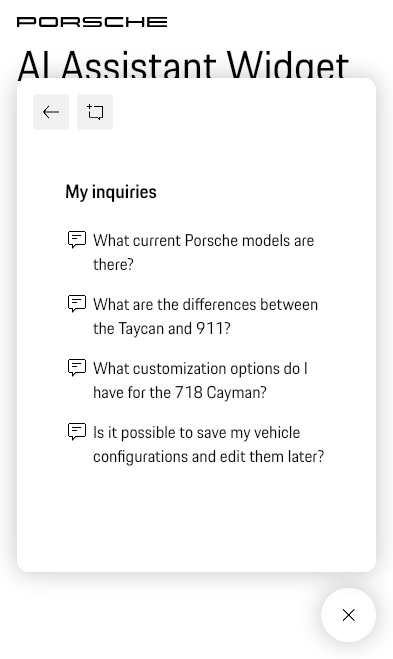 PORSCHE
AI Assistant Widget
My inquiries
What current Porsche models are
there?
What are the differences between
the Taycan and 911?
What customization options do I
have for the 718 Cayman?
Is it possible to save my vehicle
configurations and edit them later?